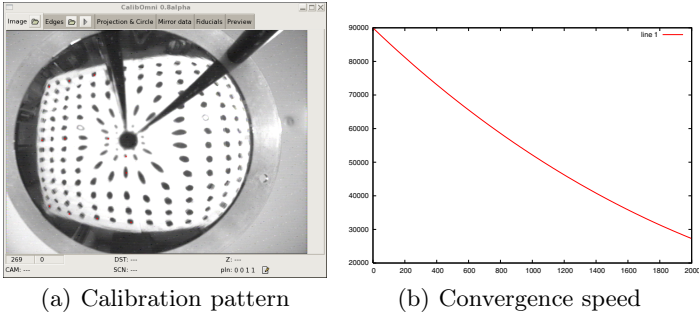 CalibOmni 0.8alpha
Image Edges Projection & Circle Mirror data Fiducials Preview
269 0 DST: --- Z: ---
CAM: --- SCN: --- pln: 0 0 1 1
line 1
90000
80000
70000
60000
50000
40000
30000
20000
0 200 400 600 800 1000 1200 1400 1600 1800 2000
(a) Calibration pattern
(b) Convergence speed